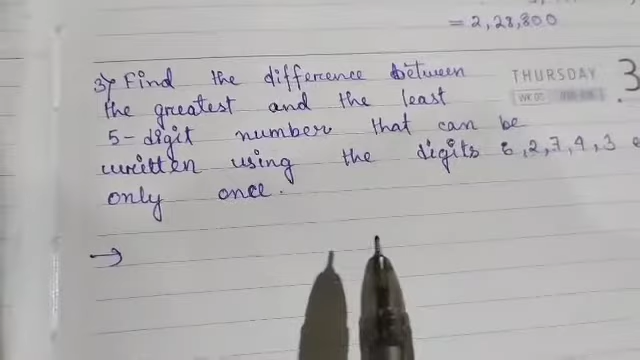 = 2,28,800
3) Find the difference between
the greatest and the least
5-digit number that can be
written using the digits 6,2,7,4,3
only once.
THURSDAY
3